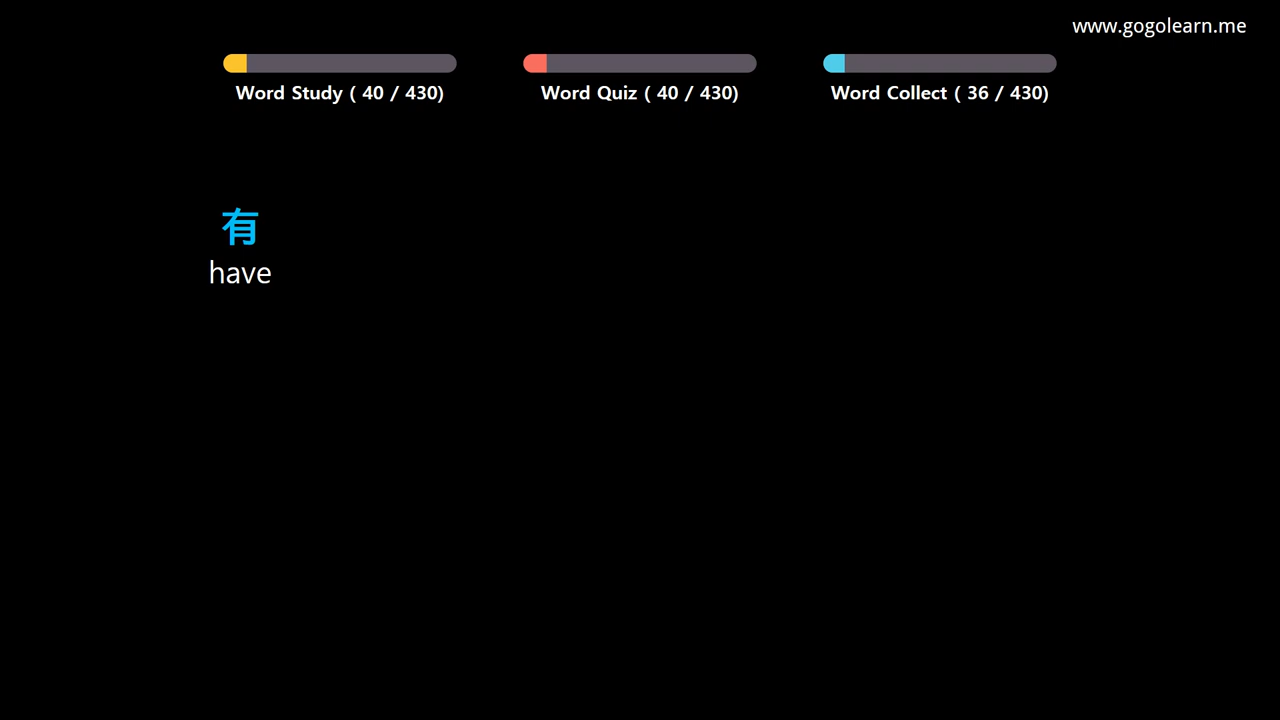 www.gogolearn.me
Word Study ( 40 / 430)
Word Quiz ( 40 / 430)
Word Collect ( 36 / 430)
有
have